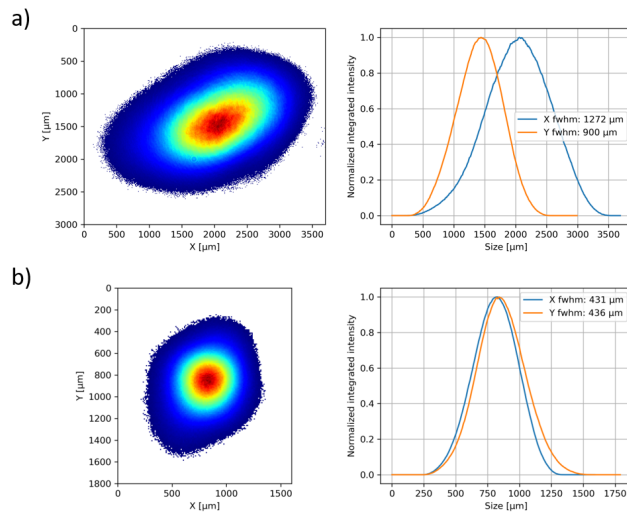 a)
0
500
1000
1500
2000
2500
3000
Y [µm]
0 500 1000 1500 2000 2500 3000 3500
X [µm]
1.0
0.8
0.6
0.4
0.2
0.0
Normalized integrated intensity
X fwhm: 1272 µm
Y fwhm: 900 µm
0 500 1000 1500 2000 2500 3000 3500
Size [µm]
b)
0
200
400
600
800
1000
1200
1400
1600
1800
Y [µm]
0 500 1000 1500
X [µm]
1.0
0.8
0.6
0.4
0.2
0.0
Normalized integrated intensity
X fwhm: 431 µm
Y fwhm: 436 µm
0 250 500 750 1000 1250 1500 1750
Size [µm]